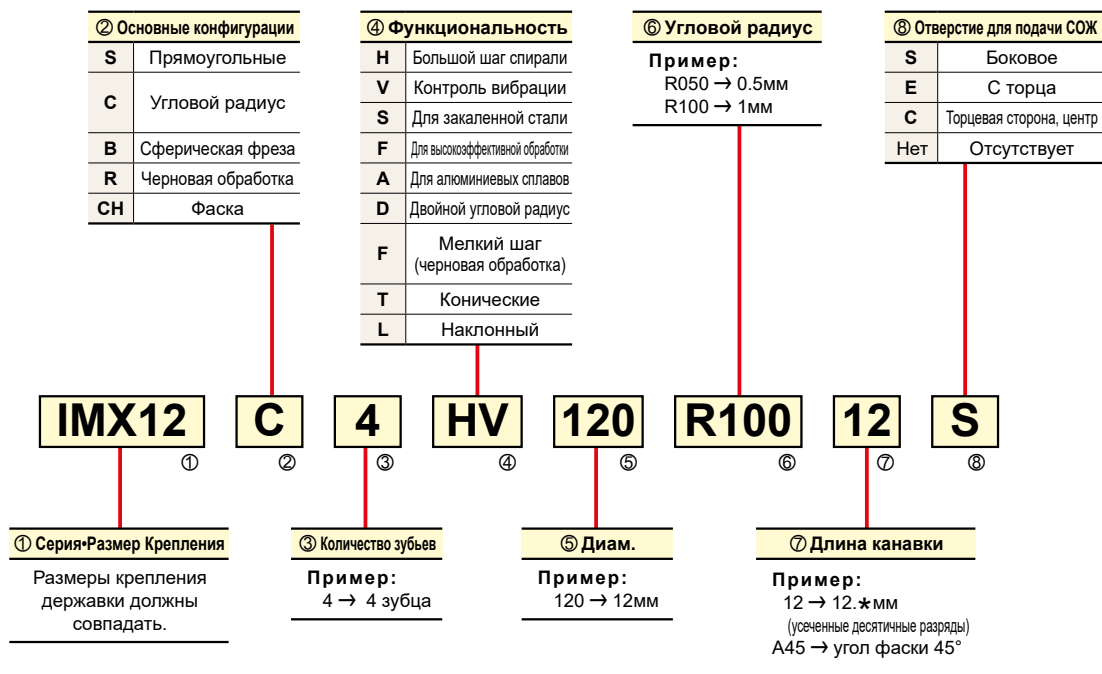 ② Основные конфигурации
S Прямоугольные
C Угловой радиус
B Сферическая фреза
R Черновая обработка
CH Фаска
④ Функциональность
H Большой шаг спирали
V Контроль вибрации
S Для закаленной стали
F Для высокоэффективной обработки
A Для алюминиевых сплавов
D Двойной угловой радиус
F Мелкий шаг
(черновая обработка)
T Конические
L Наклонный
⑥ Угловой радиус
Пример:
R050 → 0.5мм
R100 → 1мм
⑧ Отверстие для подачи СОЖ
S Боковое
E С торца
C Торцевая сторона, центр
Нет Отсутствует
IMX12 C 4 HV 120 R100 12 S
① ② ③ ④ ⑤ ⑥ ⑦ ⑧
① Серия•Размер Крепления
Размеры крепления
державки должны
совпадать.
③ Количество зубьев
Пример:
4 → 4 зубца
⑤ Диам.
Пример:
120 → 12мм
⑦ Длина канавки
Пример:
12 → 12.★мм
(усеченные десятичные разряды)
A45 → угол фаски 45°